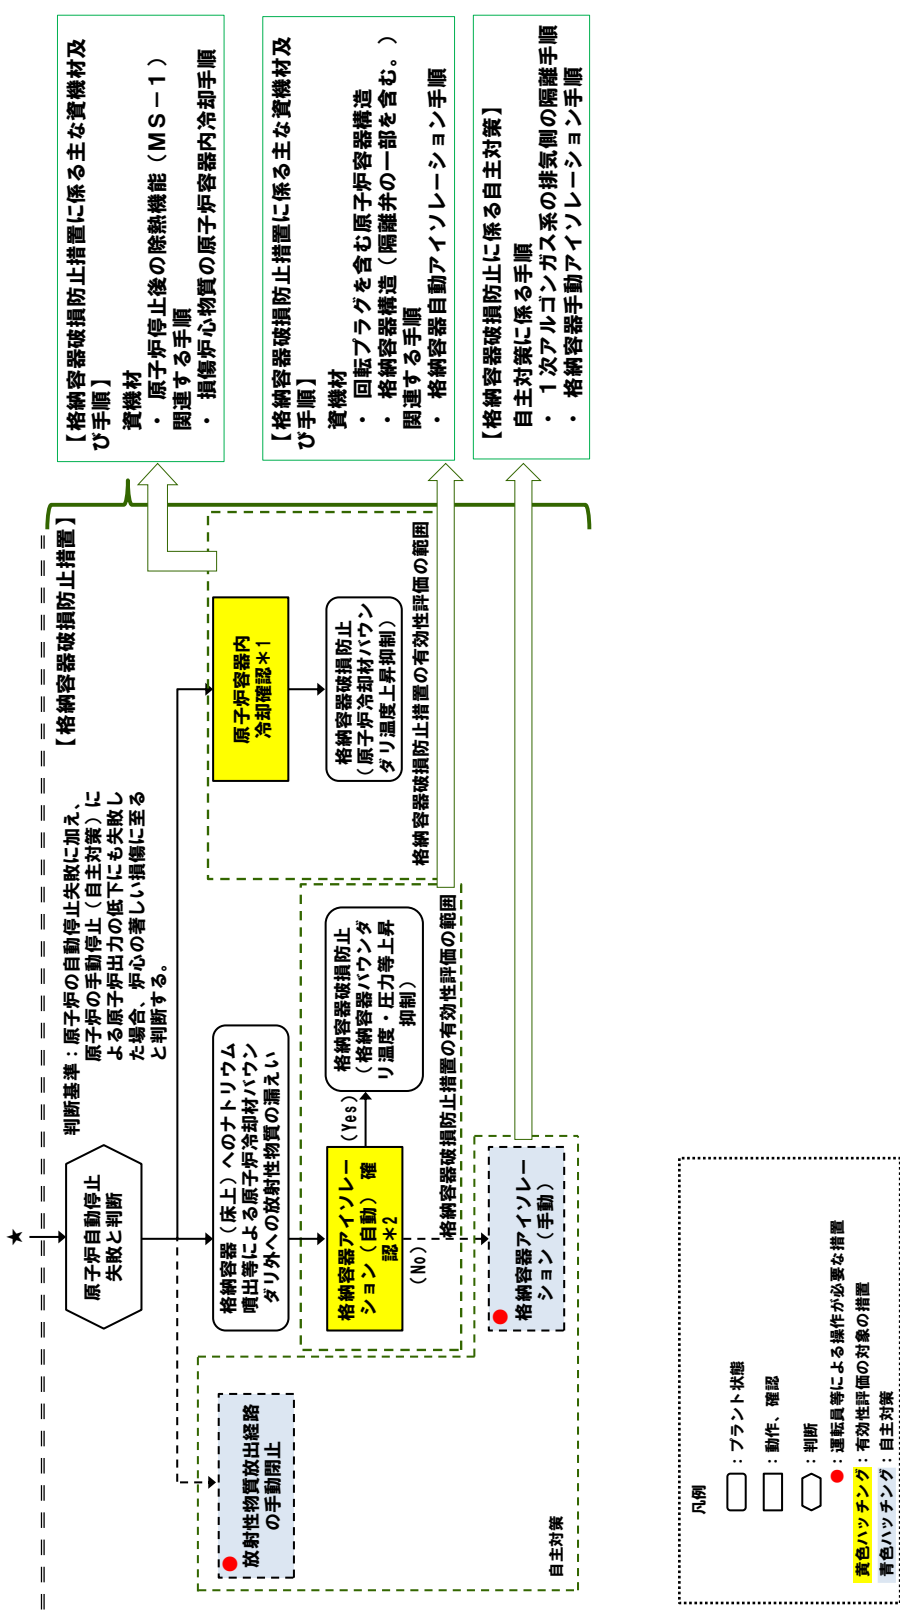 ★
【格納容器破損防止措置】
判断基準：原子炉の自動停止失敗に加え、
原子炉の手動停止（自主対策）に
よる原子炉出力の低下にも失敗し
た場合、炉心の著しい損傷に至る
と判断する。
原子炉自動停止
失敗と判断
放射性物質放出経路
の手動閉止
格納容器（床上）へのナトリウム
噴出等による原子炉冷却材バウン
ダリ外への放射性物質の漏えい
原子炉容器内
冷却確認＊1
格納容器破損防止
（原子炉冷却材バウン
ダリ温度上昇抑制）
格納容器破損防止措置の有効性評価の範囲
格納容器アイソレー
ション（自動）確
認＊2
(Yes)
(No)
格納容器破損防止
（格納容器バウンダ
リ温度・圧力等上昇
抑制）
格納容器破損防止措置の有効性評価の範囲
格納容器アイソレー
ション（手動）
自主対策
【格納容器破損防止措置に係る主な資機材及
び手順】
資機材
・ 原子炉停止後の除熱機能（ＭＳ－１）
関連する手順
・ 損傷炉心物質の原子炉容器内冷却手順
【格納容器破損防止措置に係る主な資機材及
び手順】
資機材
・ 回転プラグを含む原子炉容器構造
・ 格納容器構造（隔離弁の一部を含む。）
関連する手順
・ 格納容器自動アイソレーション手順
【格納容器破損防止に係る自主対策】
自主対策に係る手順
・ １次アルゴンガス系の排気側の隔離手順
・ 格納容器手動アイソレーション手順
凡例
：プラント状態
：動作、確認
：判断
：運転員等による操作が必要な措置
黄色ハッチング：有効性評価の対象の措置
青色ハッチング：自主対策